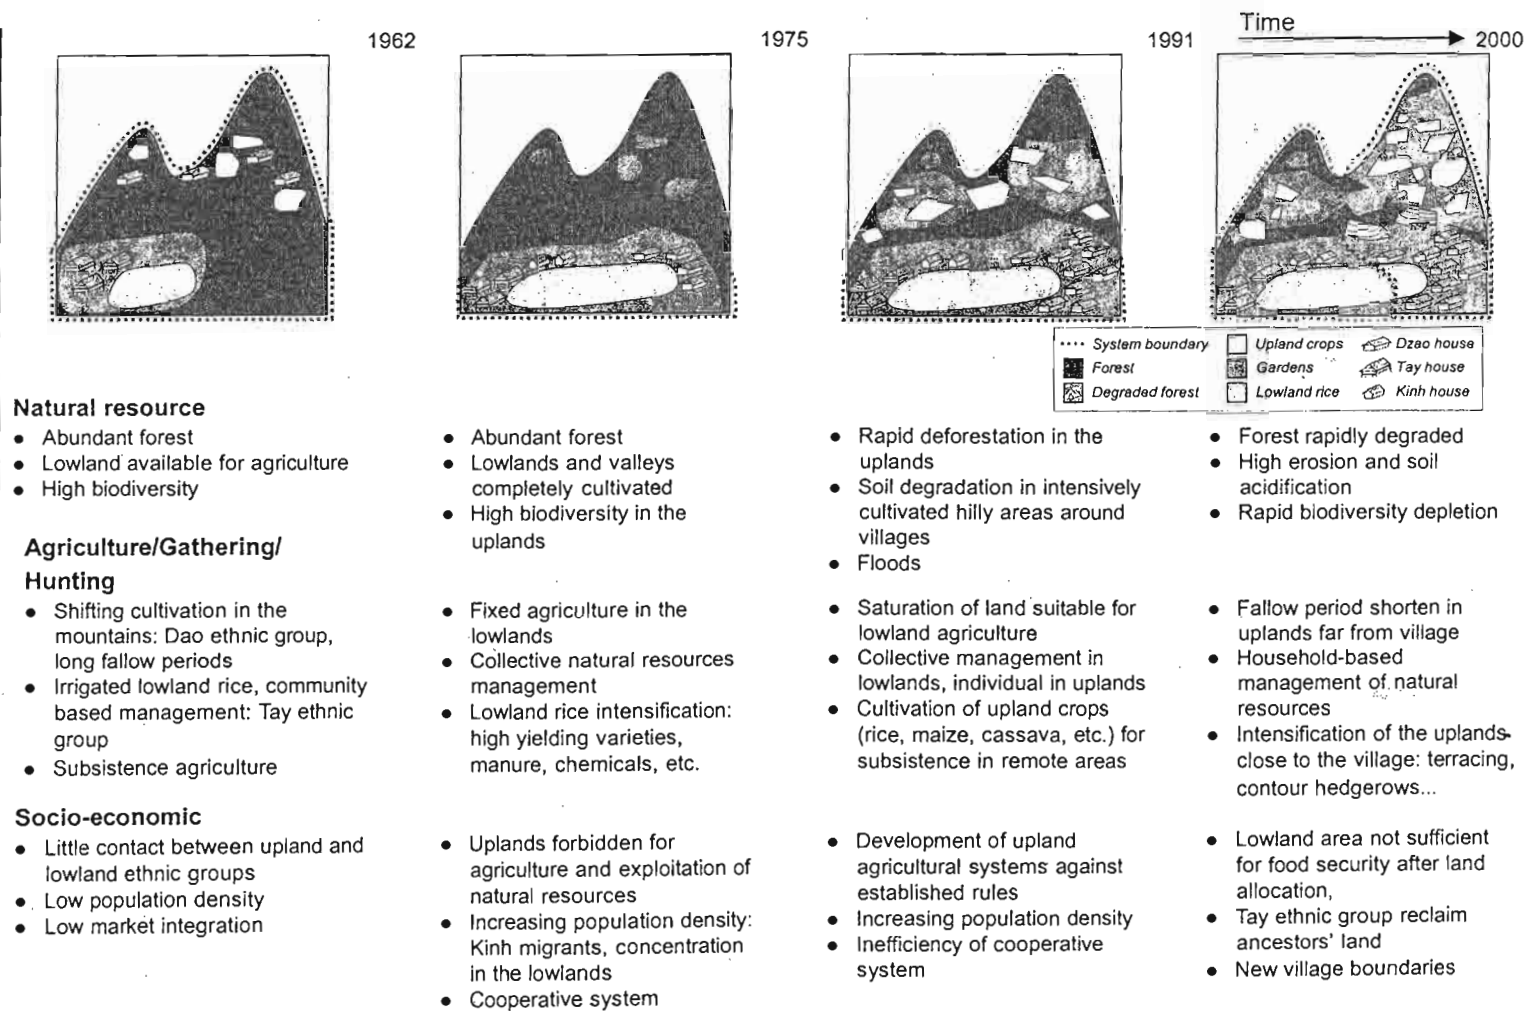 Time
1962
1975
1991
2000
System boundary
Forest
Degraded forest
Upland crops
Gardens
Lowland rice
Dzao house
Tay house
Kinh house
Natural resource
• Abundant forest
• Lowland available for agriculture
• High biodiversity
• Abundant forest
• Lowlands and valleys
completely cultivated
• High biodiversity in the
uplands
• Rapid deforestation in the
uplands
• Soil degradation in intensively
cultivated hilly areas around
villages
• Floods
• Forest rapidly degraded
• High erosion and soil
acidification
• Rapid biodiversity depletion
Agriculture/Gathering/
Hunting
• Shifting cultivation in the
mountains: Dao ethnic group,
long fallow periods
• Irrigated lowland rice, community
based management: Tay ethnic
group
• Subsistence agriculture
• Fixed agriculture in the
lowlands
• Collective natural resources
management
• Lowland rice intensification:
high yielding varieties,
manure, chemicals, etc.
• Saturation of land suitable for
lowland agriculture
• Collective management in
lowlands, individual in uplands
• Cultivation of upland crops
(rice, maize, cassava, etc.) for
subsistence in remote areas
• Fallow period shorten in
uplands far from village
• Household-based
management of natural
resources
• Intensification of the uplands
close to the village: terracing,
contour hedgerows...
Socio-economic
• Little contact between upland and
lowland ethnic groups
• Low population density
• Low market integration
• Uplands forbidden for
agriculture and exploitation of
natural resources
• Increasing population density:
Kinh migrants, concentration
in the lowlands
• Cooperative system
• Development of upland
agricultural systems against
established rules
• Increasing population density
• Inefficiency of cooperative
system
• Lowland area not sufficient
for food security after land
allocation,
• Tay ethnic group reclaim
ancestors' land
• New village boundaries